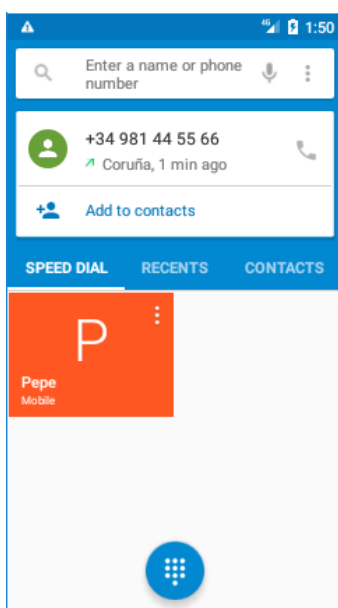 4G 1:50
Enter a name or phone
number
+34 981 44 55 66
Coruña, 1 min ago
Add to contacts
SPEED DIAL RECENTS CONTACTS
P
Pepe
Mobile